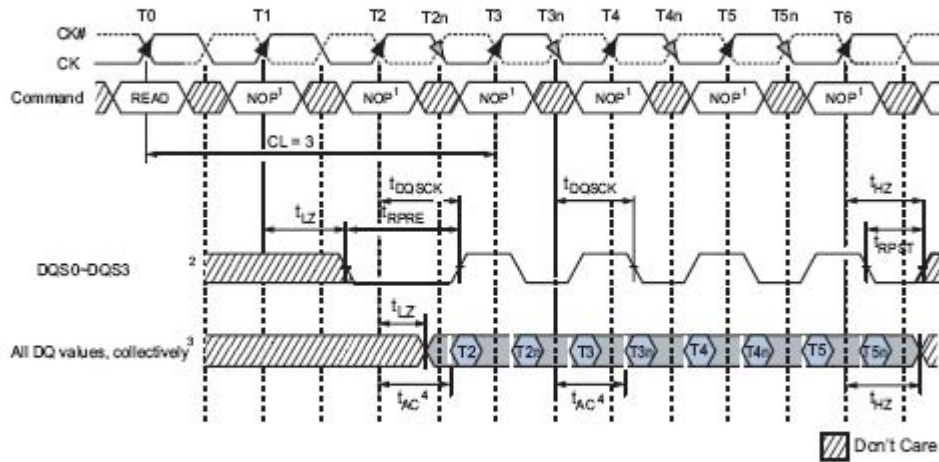 T0 T1 T2 T2n T3 T3n T4 T4n T5 T5n T6
CK#
CK
Command READ NOP1 NOP1 NOP1 NOP1 NOP1 NOP1
CL = 3
tDQSCK tDQSCK tHZ
tLZ tRPRE
tRPST
DQS0~DQS3 2
tLZ
All DQ values, collectively3 T2 T2n T3 T3n T4 T4n T5 T5n
tAC4 tAC4 tHZ
Don't Care